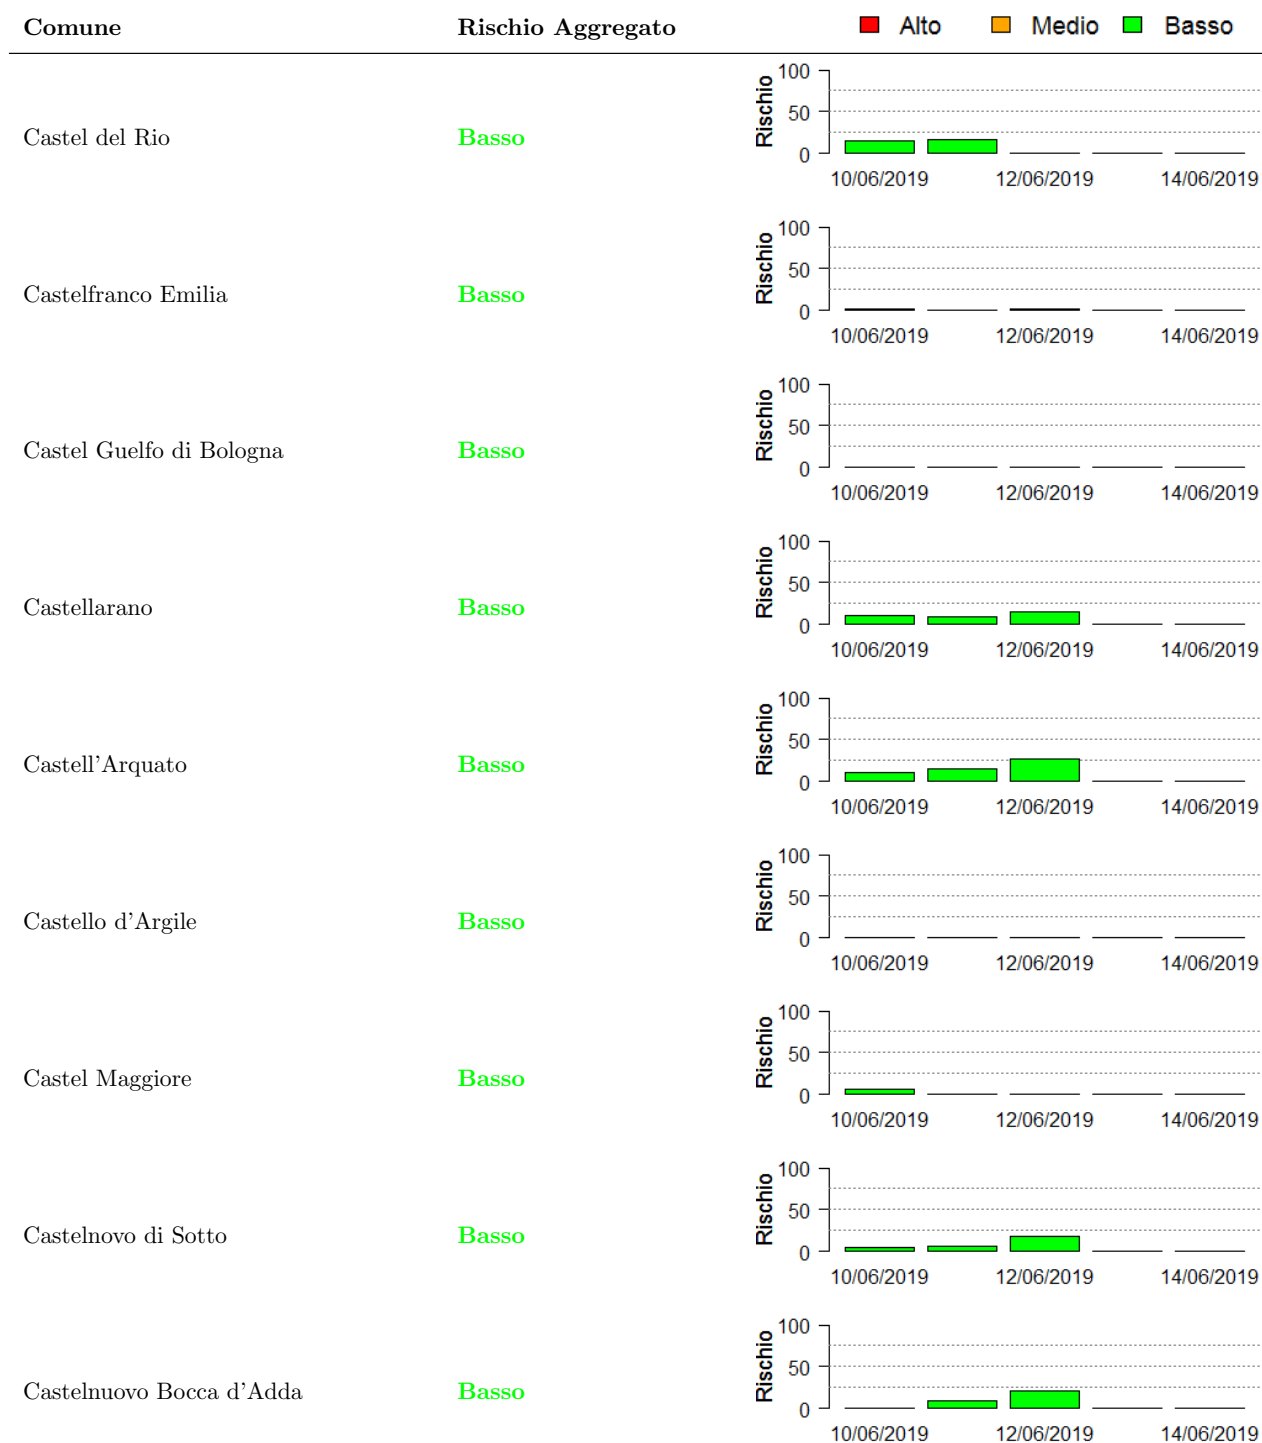 Comune Rischio Aggregato Alto Medio Basso
100
50
0
Rischio
Castel del Rio Basso
10/06/2019 12/06/2019 14/06/2019
100
50
0
Rischio
Castelfranco Emilia Basso
10/06/2019 12/06/2019 14/06/2019
100
50
0
Rischio
Castel Guelfo di Bologna Basso
10/06/2019 12/06/2019 14/06/2019
100
50
0
Rischio
Castellarano Basso
10/06/2019 12/06/2019 14/06/2019
100
50
0
Rischio
Castell'Arquato Basso
10/06/2019 12/06/2019 14/06/2019
100
50
0
Rischio
Castello d'Argile Basso
10/06/2019 12/06/2019 14/06/2019
100
50
0
Rischio
Castel Maggiore Basso
10/06/2019 12/06/2019 14/06/2019
100
50
0
Rischio
Castelnovo di Sotto Basso
10/06/2019 12/06/2019 14/06/2019
100
50
0
Rischio
Castelnuovo Bocca d'Adda Basso
10/06/2019 12/06/2019 14/06/2019